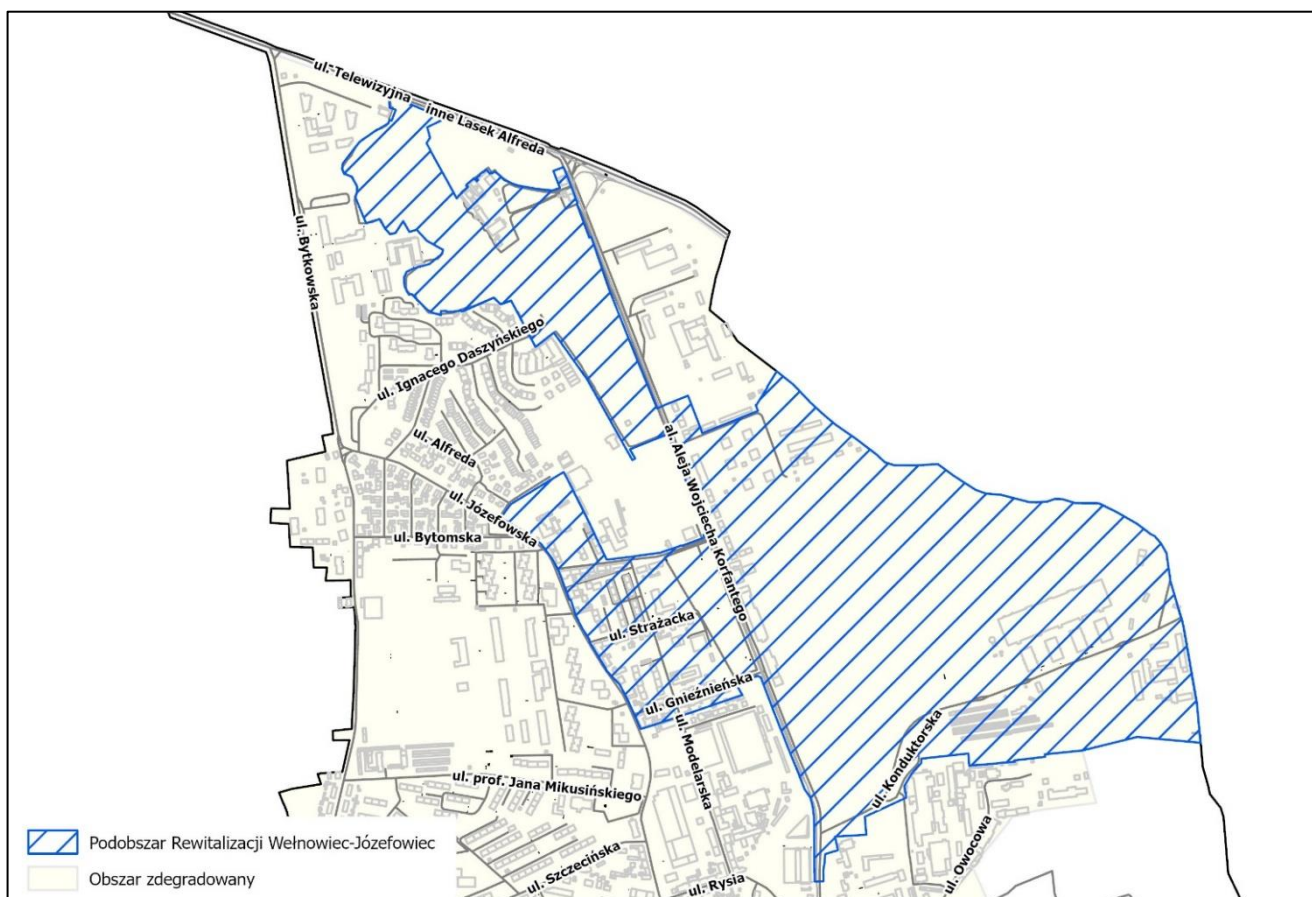 ul. Telewizyjna inne Lasek Alfreda
ul. Bytkowska
ul. Ignacego Daszyńskiego
ul. Alfreda
ul. Józefowska
al. Aleja Wojciecha Korfantego
ul. Bytomska
ul. Strażacka
ul. Gnieźnieńska
ul. Modelarska
ul. Konduktorska
ul. prof. Jana Mikusińskiego
ul. Owocowa
ul. Szczecińska
ul. Rysia
Podobszar Rewitalizacji Wełnowiec-Józefowiec
Obszar zdegradowany